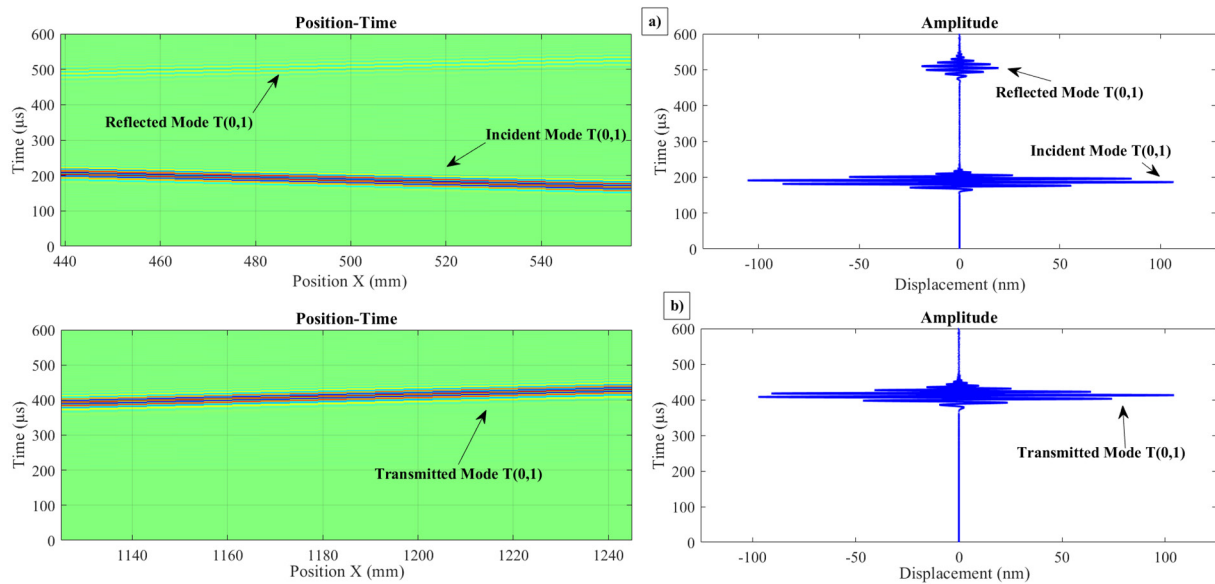 Position-Time
a)
Amplitude
600
500
400
300
200
100
0
Time (µs)
Reflected Mode T(0,1)
Incident Mode T(0,1)
440
460
480
500
520
540
Position X (mm)
600
500
400
300
200
100
0
Time (µs)
Reflected Mode T(0,1)
Incident Mode T(0,1)
-100
-50
0
50
100
Displacement (nm)
Position-Time
b)
Amplitude
600
500
400
300
200
100
0
Time (µs)
Transmitted Mode T(0,1)
1140
1160
1180
1200
1220
1240
Position X (mm)
600
500
400
300
200
100
0
Time (µs)
Transmitted Mode T(0,1)
-100
-50
0
50
100
Displacement (nm)